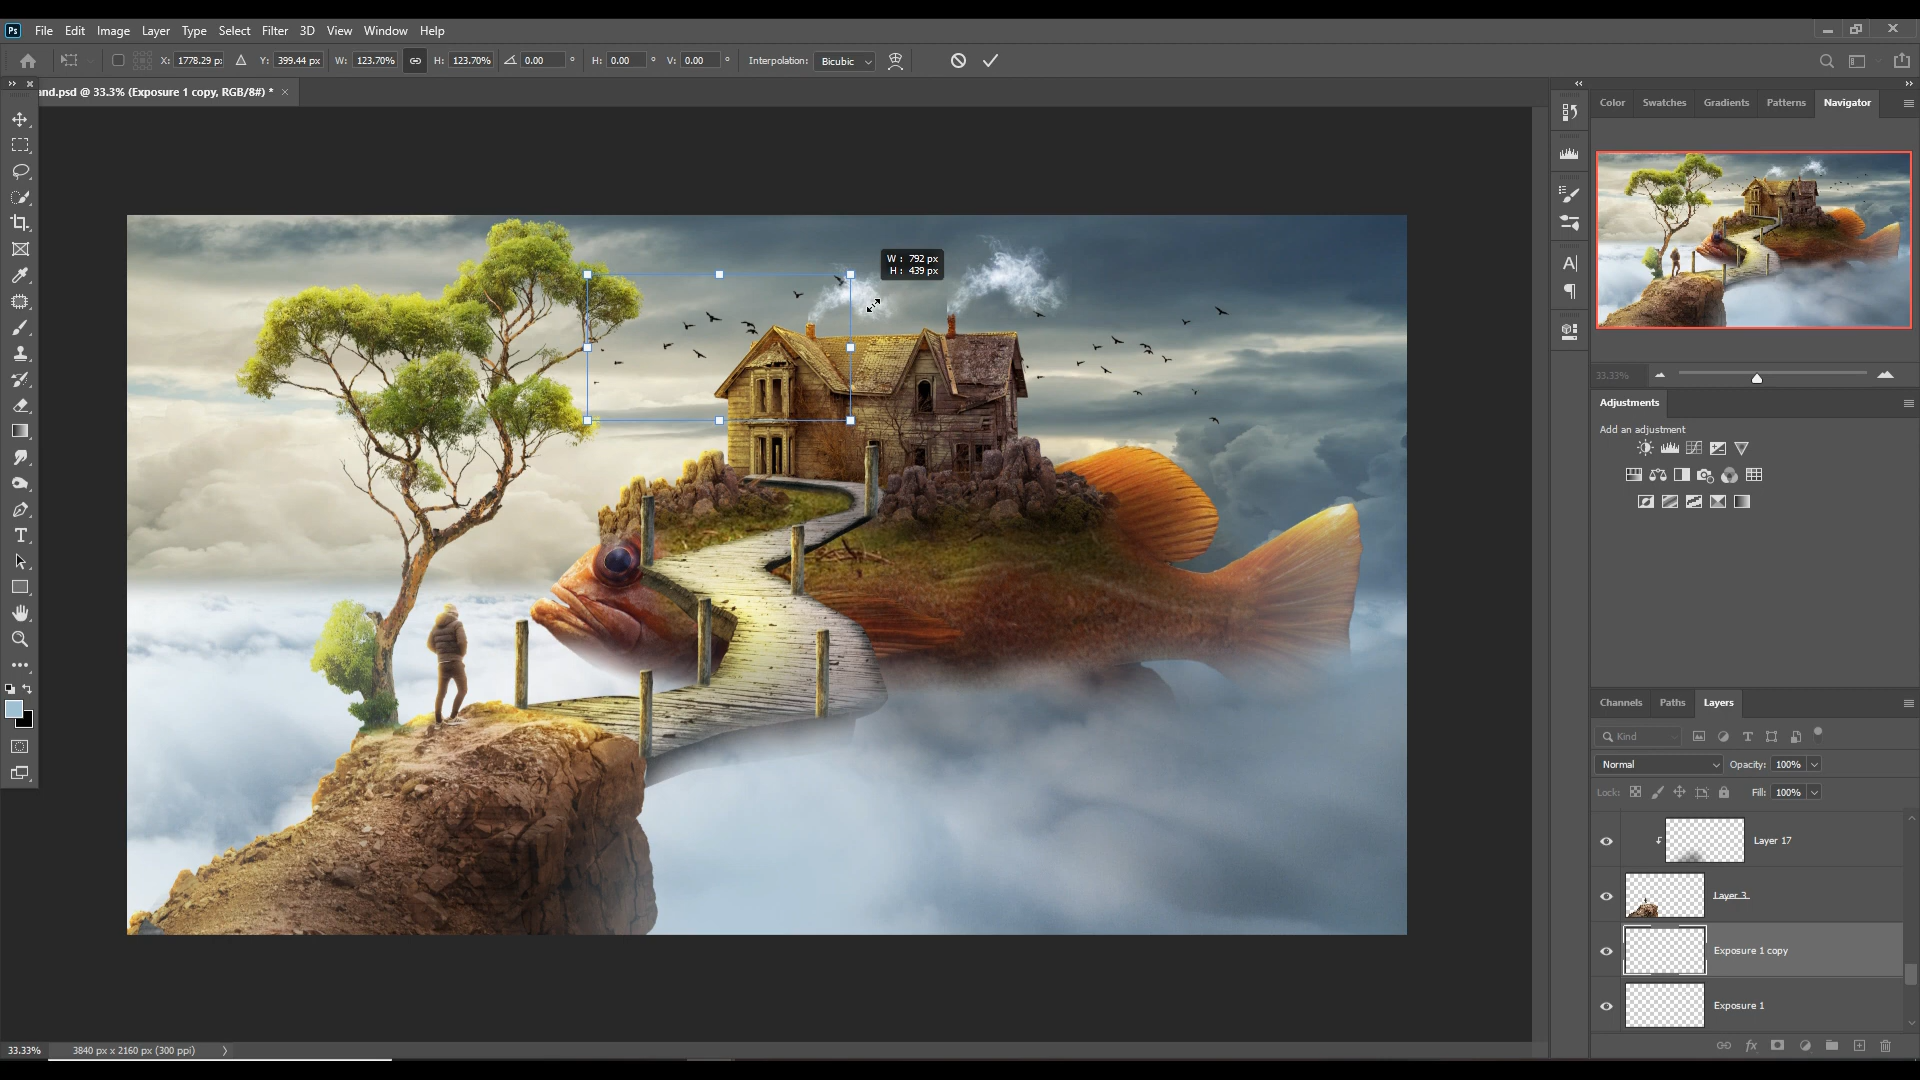 Ps File Edit Image Layer Type Select Filter 3D View Window Help
X: 1778.29 px Y: 399.44 px W: 123.70% H: 123.70% 0.00 ° H: 0.00 ° V: 0.00 ° Interpolation: Bicubic
and.psd @ 33.3% (Exposure 1 copy, RGB/8#) * ×
Color Swatches Gradients Patterns Navigator
W : 792 px
H : 439 px
33.33%
Adjustments
Add an adjustment
Channels Paths Layers
Kind
Normal Opacity: 100%
Lock: Fill: 100%
Layer 17
Layer 3
Exposure 1 copy
Exposure 1
33.33% 3840 px x 2160 px (300 ppi)